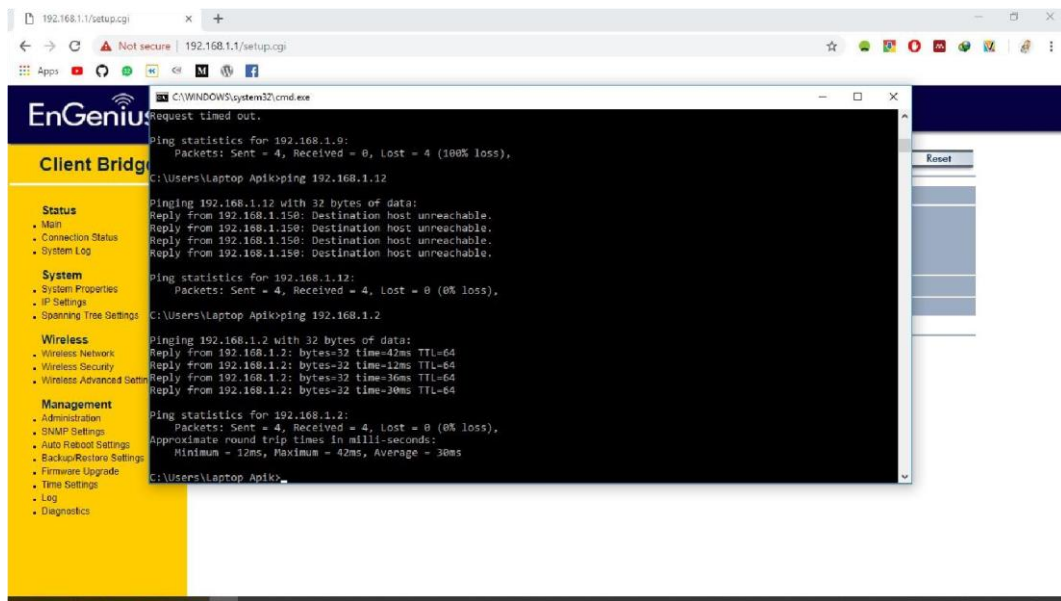 192.168.1.1/setup.cgi
Not secure | 192.168.1.1/setup.cgi
Apps
EnGenius
Client Bridg
Status
Main
Connection Status
System Log
System
System Properties
IP Settings
Spanning Tree Settings
Wireless
Wireless Network
Wireless Security
Wireless Advanced Settin
Management
Administration
SNMP Settings
Auto Reboot Settings
Backup/Restore Settings
Firmware Upgrade
Time Settings
Log
Diagnostics
Reset
C:\WINDOWS\system32\cmd.exe
Request timed out.
Ping statistics for 192.168.1.9:
Packets: Sent = 4, Received = 0, Lost = 4 (100% loss),
C:\Users\Laptop Apik>ping 192.168.1.12
Pinging 192.168.1.12 with 32 bytes of data:
Reply from 192.168.1.150: Destination host unreachable.
Reply from 192.168.1.150: Destination host unreachable.
Reply from 192.168.1.150: Destination host unreachable.
Reply from 192.168.1.150: Destination host unreachable.
Ping statistics for 192.168.1.12:
Packets: Sent = 4, Received = 4, Lost = 0 (0% loss),
C:\Users\Laptop Apik>ping 192.168.1.2
Pinging 192.168.1.2 with 32 bytes of data:
Reply from 192.168.1.2: bytes=32 time=42ms TTL=64
Reply from 192.168.1.2: bytes=32 time=12ms TTL=64
Reply from 192.168.1.2: bytes=32 time=36ms TTL=64
Reply from 192.168.1.2: bytes=32 time=30ms TTL=64
Ping statistics for 192.168.1.2:
Packets: Sent = 4, Received = 4, Lost = 0 (0% loss),
Approximate round trip times in milli-seconds:
Minimum = 12ms, Maximum = 42ms, Average = 30ms
C:\Users\Laptop Apik>